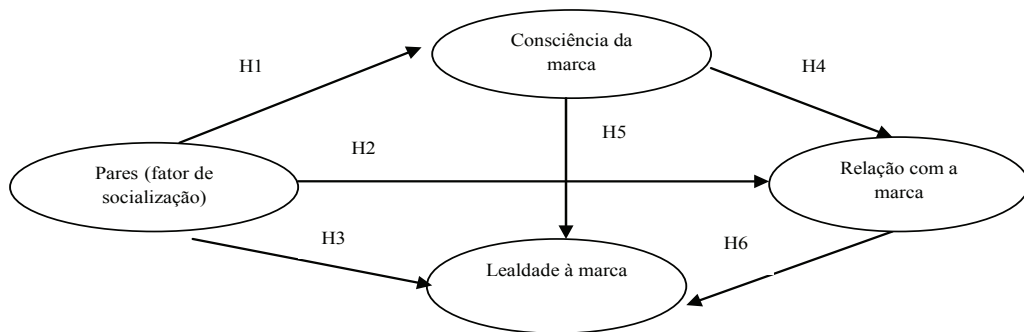 Consciência da
marca
H1
H4
H5
H2
Pares (fator de
socialização)
Relação com a
marca
H3
H6
Lealdade à marca